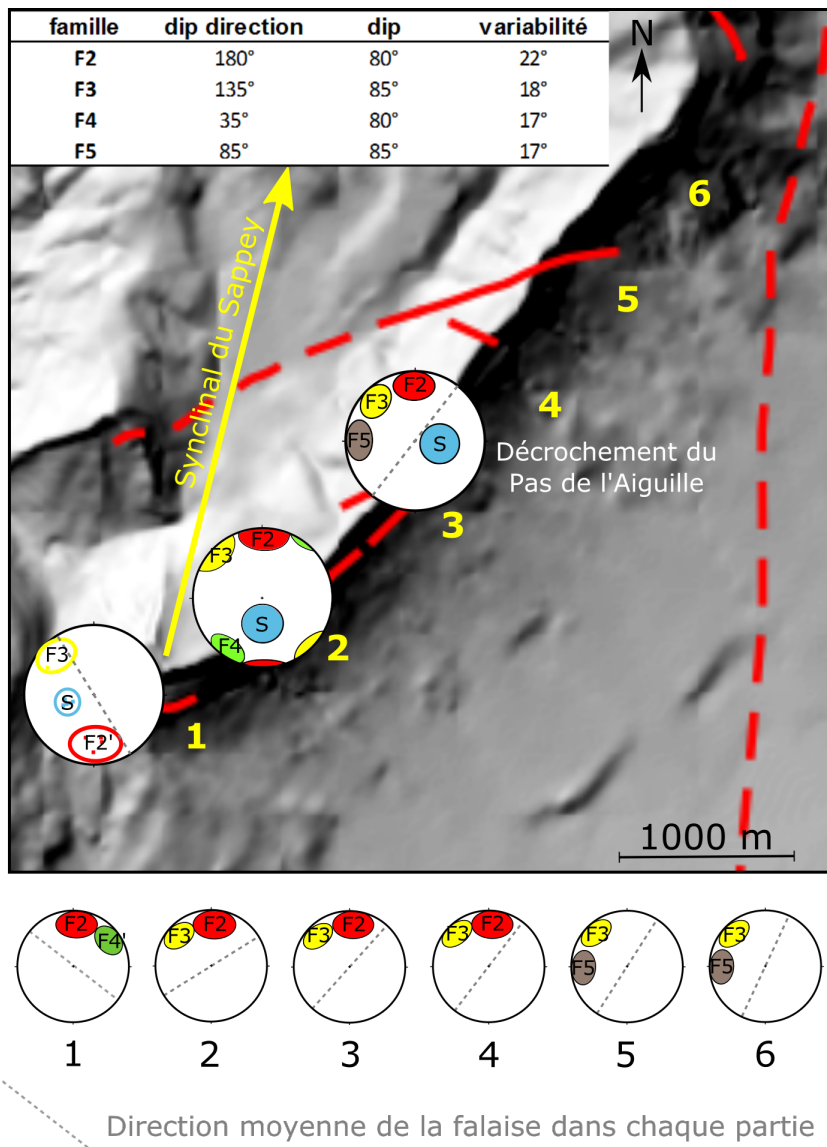 famille dip direction dip variabilité
F2 180° 80° 22°
F3 135° 85° 18°
F4 35° 80° 17°
F5 85° 85° 17°
N
6
5
4
Synclinal du Sappey
F2
F3
F5
S
Décrochement du
Pas de l'Aiguille
3
F2
F3
S
F4
2
F3
S
F2'
1
1000 m
F2
F4'
F3
F2
F3
F2
F3
F2
F3
F5
F3
F5
1 2 3 4 5 6
Direction moyenne de la falaise dans chaque partie